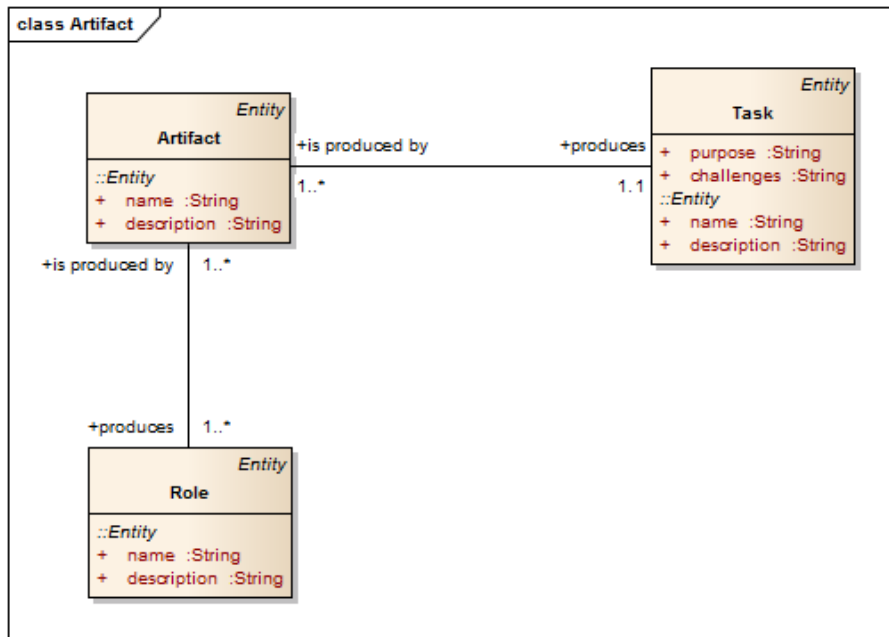 class Artifact
Entity
Artifact
::Entity
+ name :String
+ description :String
+is produced by
+produces
1..*
1..1
Entity
Task
+ purpose :String
+ challenges :String
::Entity
+ name :String
+ description :String
+is produced by
1..*
+produces
1..*
Entity
Role
::Entity
+ name :String
+ description :String